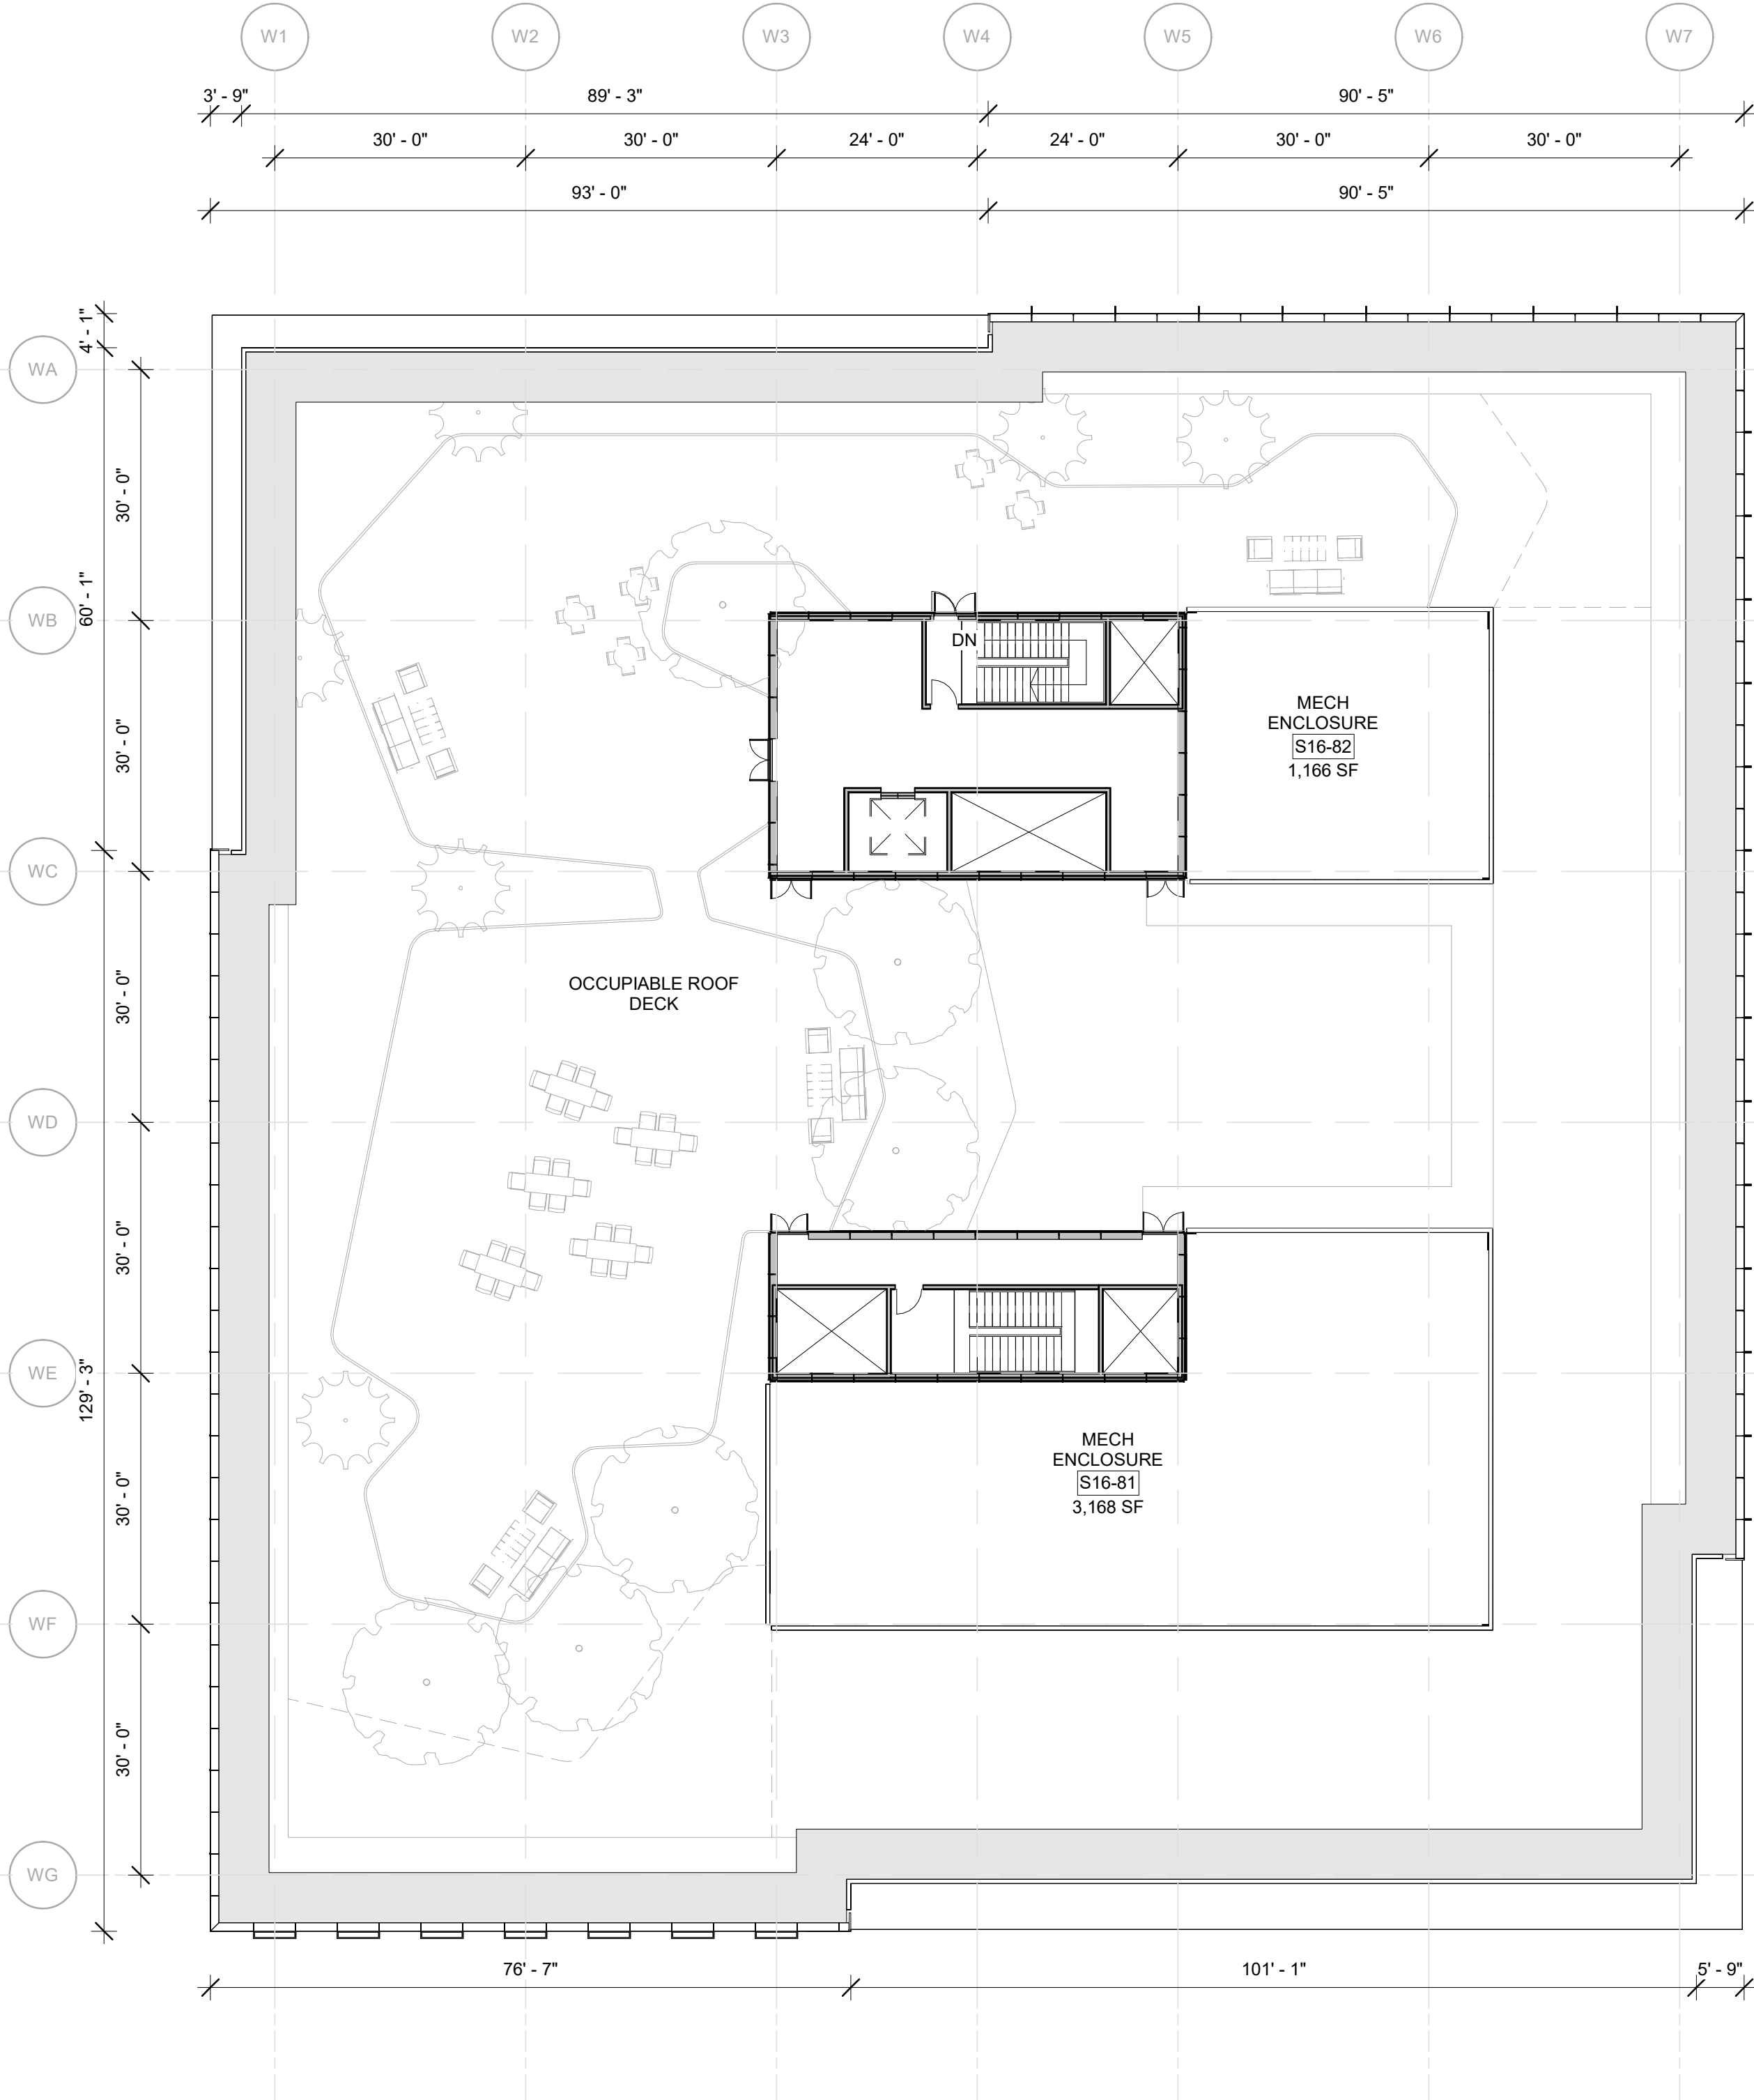 W1 W2 W3 W4 W5 W6 W7
3' - 9" 89' - 3" 90' - 5"
30' - 0" 30' - 0" 24' - 0" 24' - 0" 30' - 0" 30' - 0"
93' - 0" 90' - 5"
4' - 1"
WA
30' - 0"
60' - 1"
WB
DN
MECH
ENCLOSURE
S16-82
1,166 SF
30' - 0"
WC
OCCUPIABLE ROOF
DECK
30' - 0"
WD
30' - 0"
WE
129' - 3"
MECH
ENCLOSURE
S16-81
3,168 SF
30' - 0"
WF
30' - 0"
WG
76' - 7" 101' - 1" 5' - 9"